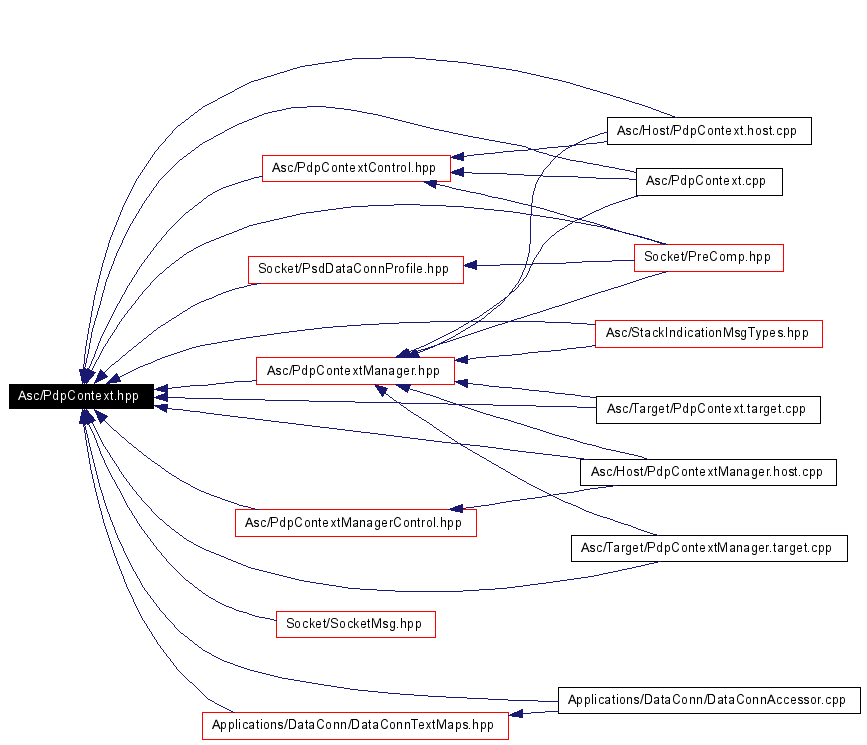 Asc/Host/PdpContext.host.cpp
Asc/PdpContextControl.hpp
Asc/PdpContext.cpp
Socket/PreComp.hpp
Socket/PsdDataConnProfile.hpp
Asc/StackIndicationMsgTypes.hpp
Asc/PdpContextManager.hpp
Asc/PdpContext.hpp
Asc/Target/PdpContext.target.cpp
Asc/Host/PdpContextManager.host.cpp
Asc/PdpContextManagerControl.hpp
Asc/Target/PdpContextManager.target.cpp
Socket/SocketMsg.hpp
Applications/DataConn/DataConnAccessor.cpp
Applications/DataConn/DataConnTextMaps.hpp